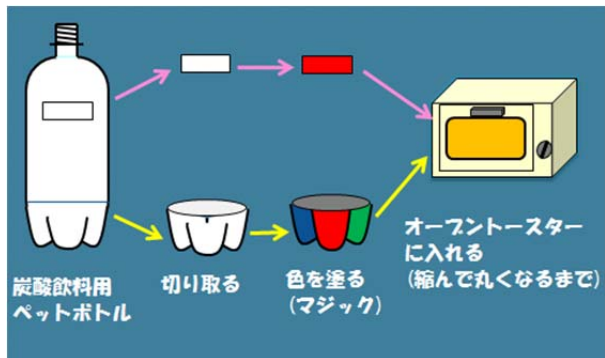 炭酸飲料用
ペットボトル
切り取る
色を塗る
(マジック)
オーブントースター
に入れる
(縮んで丸くなるまで)